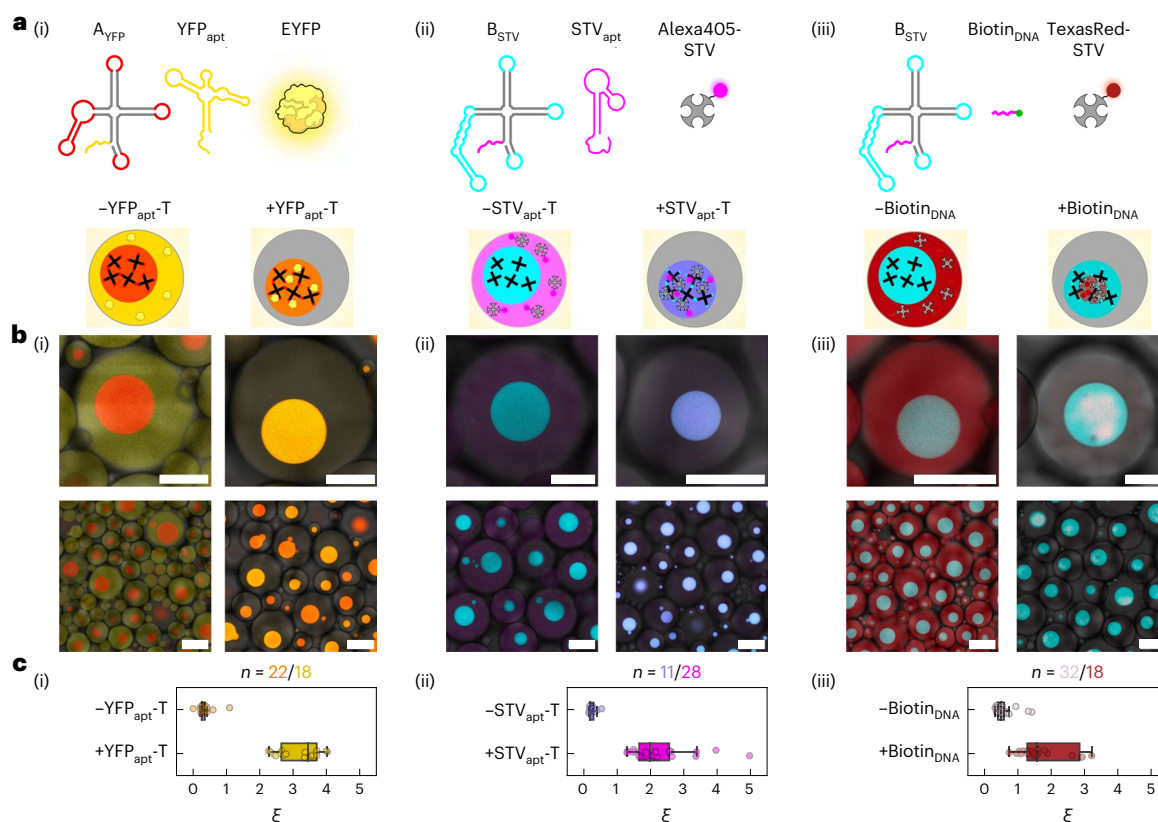 a (i) A_YFP YFP_apt EYFP
(ii) B_STV STV_apt Alexa405-STV
(iii) B_STV Biotin_DNA TexasRed-STV
–YFP_apt-T +YFP_apt-T –STV_apt-T +STV_apt-T –Biotin_DNA +Biotin_DNA
b (i) (ii) (iii)
c (i) n = 22/18
–YFP_apt-T
+YFP_apt-T
0 1 2 3 4 5
ξ
(ii) n = 11/28
–STV_apt-T
+STV_apt-T
0 1 2 3 4 5
ξ
(iii) n = 32/18
–Biotin_DNA
+Biotin_DNA
0 1 2 3 4 5
ξ